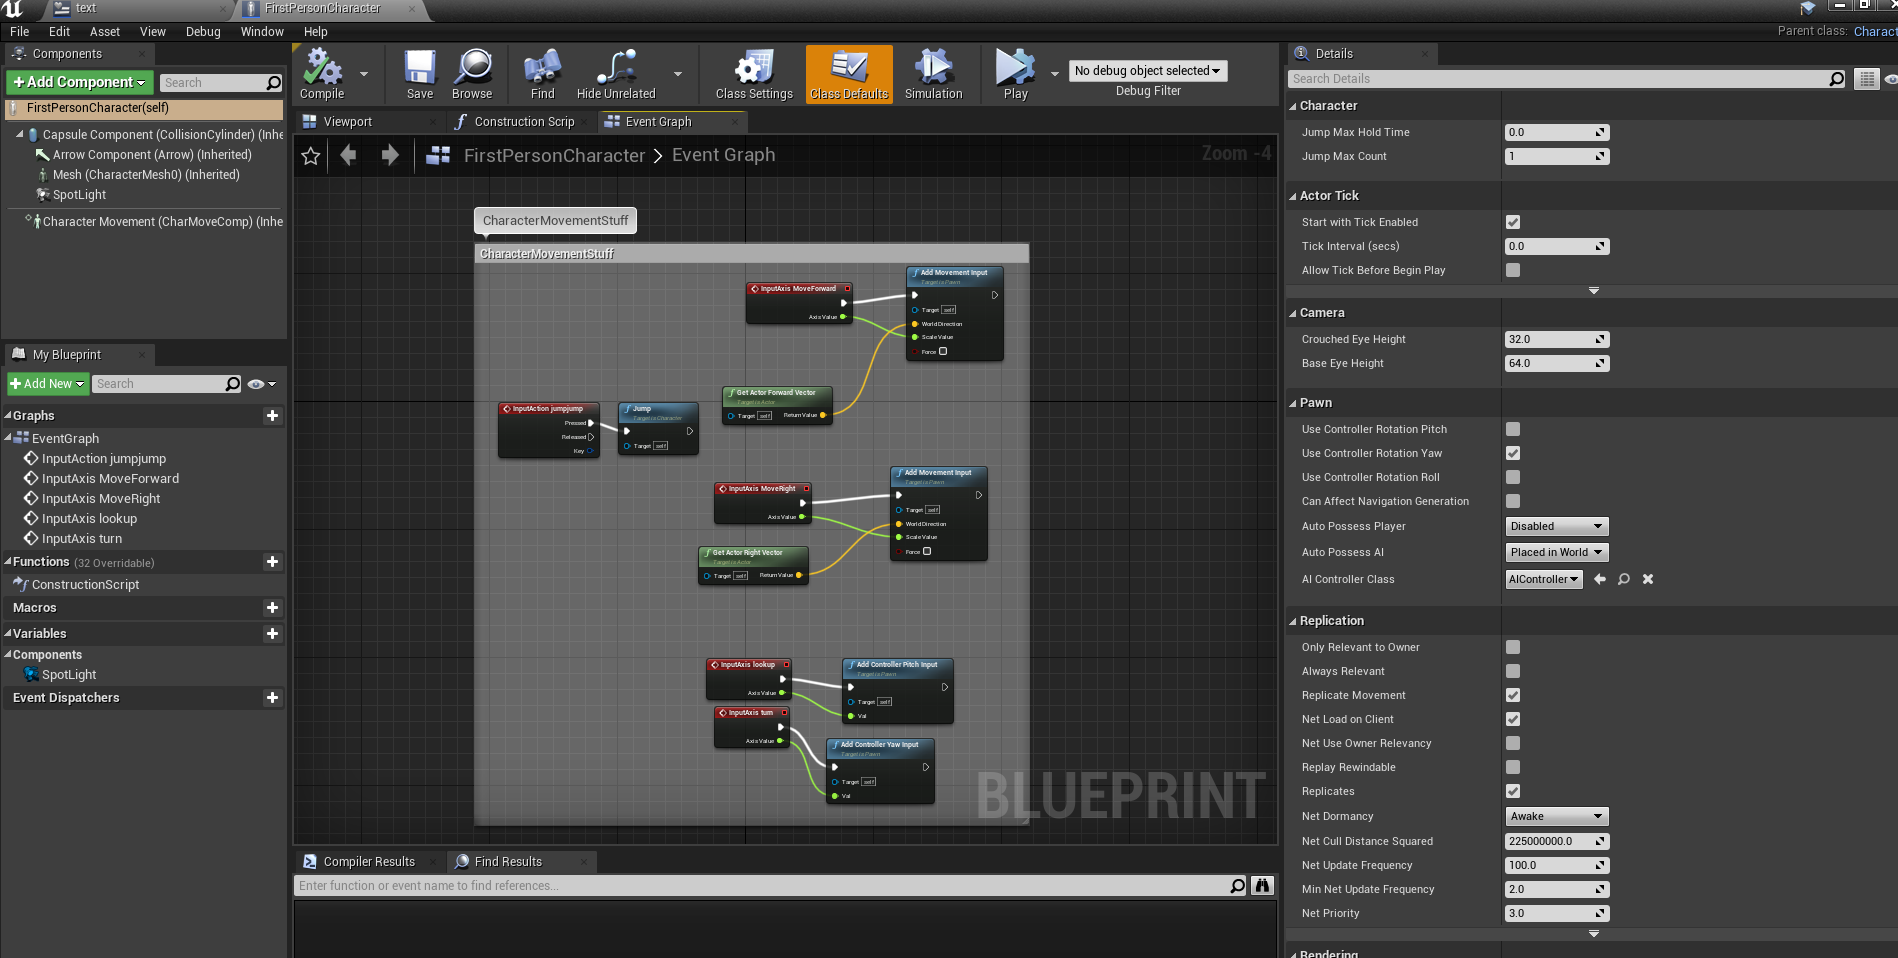 text
FirstPersonCharacter
File Edit Asset View Debug Window Help
Parent class: Charact
Components
+ Add Component
Search
FirstPersonCharacter(self)
Capsule Component (CollisionCylinder) (Inhe
Arrow Component (Arrow) (Inherited)
Mesh (CharacterMesh0) (Inherited)
SpotLight
Character Movement (CharMoveComp) (Inhe
My Blueprint
+ Add New
Search
Graphs
EventGraph
InputAction jumpjump
InputAxis MoveForward
InputAxis MoveRight
InputAxis lookup
InputAxis turn
Functions (32 Overridable)
ConstructionScript
Macros
Variables
Components
SpotLight
Event Dispatchers
Compile
Save
Browse
Find
Hide Unrelated
Class Settings
Class Defaults
Simulation
Play
No debug object selected
Debug Filter
Viewport
Construction Scrip
Event Graph
FirstPersonCharacter > Event Graph
Zoom -4
CharacterMovementStuff
CharacterMovementStuff
InputAxis MoveForward
Axis Value
Add Movement Input
Target is Pawn
Target self
World Direction
Scale Value
Force
Get Actor Forward Vector
Target is Actor
Target self Return Value
InputAction jumpjump
Pressed
Released
Key
Jump
Target is Character
Target self
InputAxis MoveRight
Axis Value
Add Movement Input
Target is Pawn
Target self
World Direction
Scale Value
Force
Get Actor Right Vector
Target is Actor
Target self Return Value
InputAxis lookup
Axis Value
Add Controller Pitch Input
Target is Pawn
Target self
Val
InputAxis turn
Axis Value
Add Controller Yaw Input
Target is Pawn
Target self
Val
BLUEPRINT
Compiler Results
Find Results
Enter function or event name to find references...
Details
Search Details
Character
Jump Max Hold Time 0.0
Jump Max Count 1
Actor Tick
Start with Tick Enabled
Tick Interval (secs) 0.0
Allow Tick Before Begin Play
Camera
Crouched Eye Height 32.0
Base Eye Height 64.0
Pawn
Use Controller Rotation Pitch
Use Controller Rotation Yaw
Use Controller Rotation Roll
Can Affect Navigation Generation
Auto Possess Player Disabled
Auto Possess AI Placed in World
AI Controller Class AIController
Replication
Only Relevant to Owner
Always Relevant
Replicate Movement
Net Load on Client
Net Use Owner Relevancy
Replay Rewindable
Replicates
Net Dormancy Awake
Net Cull Distance Squared 225000000.0
Net Update Frequency 100.0
Min Net Update Frequency 2.0
Net Priority 3.0
Rendering